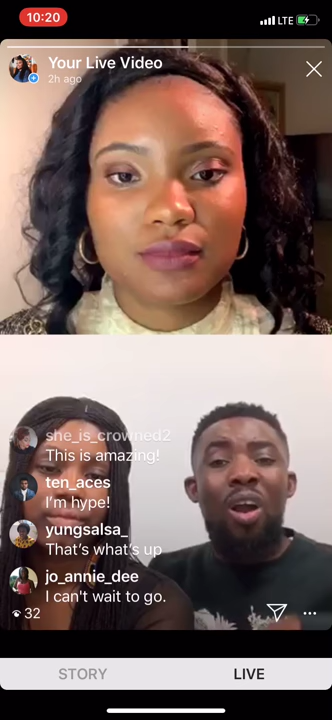 10:20
LTE
Your Live Video
2h ago
she_is_crowned2
This is amazing!
ten_aces
I'm hype!
yungsalsa_
That's what's up
jo_annie_dee
I can't wait to go.
32
STORY
LIVE